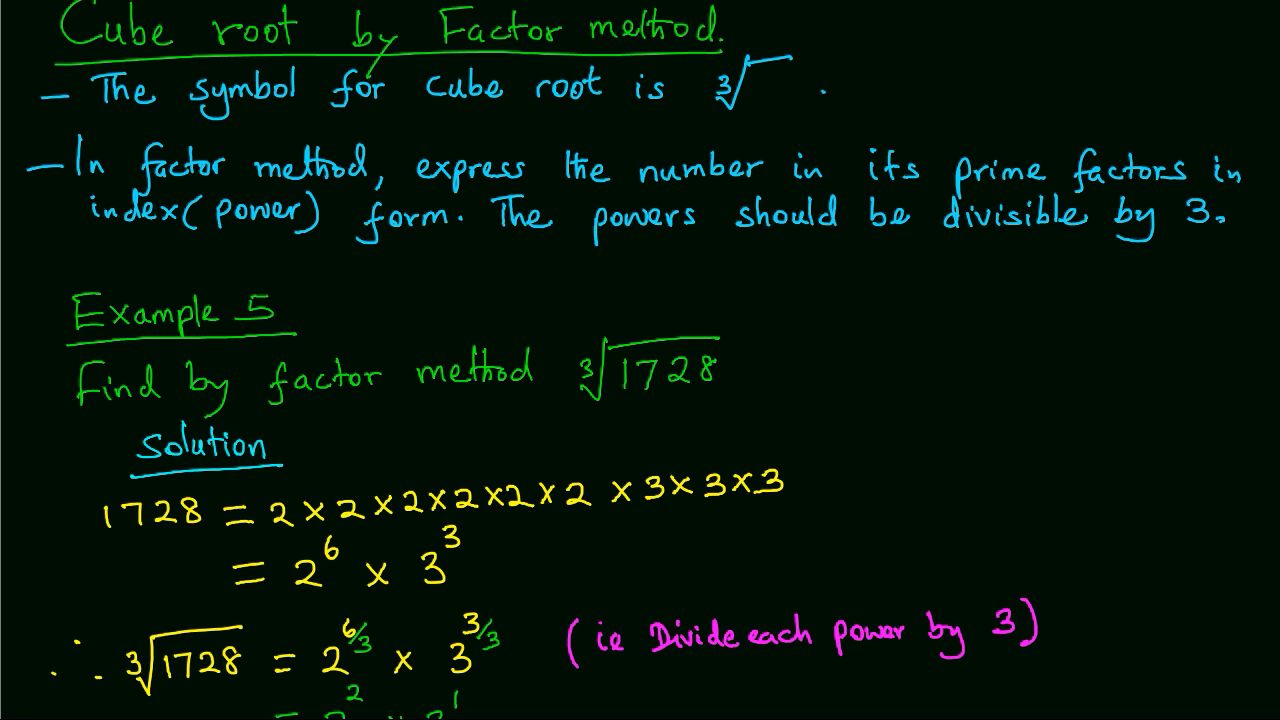 Cube root by Factor method.
– The symbol for cube root is ∛ .
– In factor method, express the number in its prime factors in
index(power) form. The powers should be divisible by 3.
Example 5
Find by factor method ∛1728
Solution
1728 = 2×2×2×2×2×2×3×3×3
= 2⁶ × 3³
∴ ∛1728 = 2^(6/3) × 3^(3/3) (ie Divide each power by 3)
= 2² × 3¹